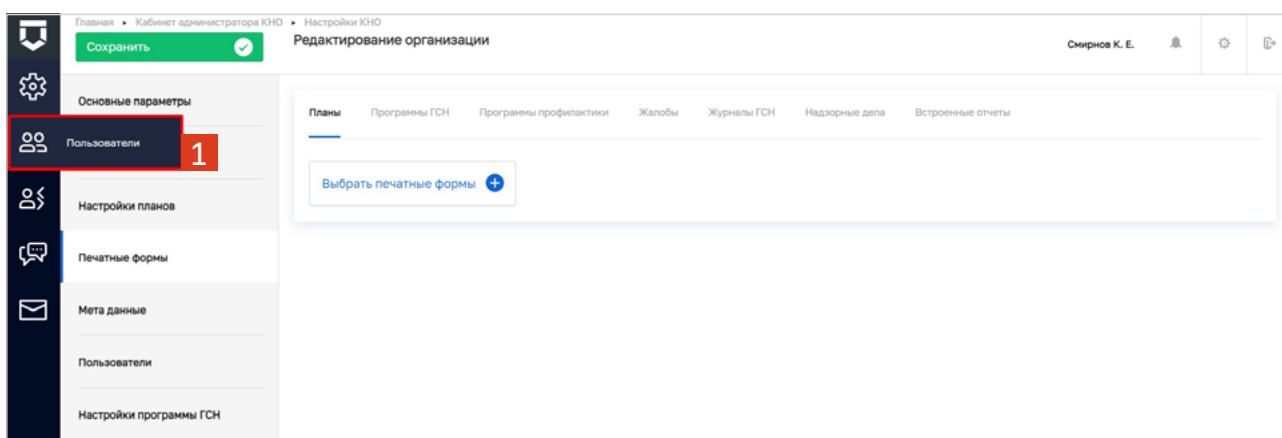 Главная ▸ Кабинет администратора КНО ▸ Настройки КНО
Сохранить
Редактирование организации
Смирнов К. Е.
Основные параметры
Пользователи
1
Настройки планов
Печатные формы
Мета данные
Пользователи
Настройки программы ГСН
Планы Программы ГСН Программы профилактики Жалобы Журналы ГСН Надзорные дела Встроенные отчеты
Выбрать печатные формы